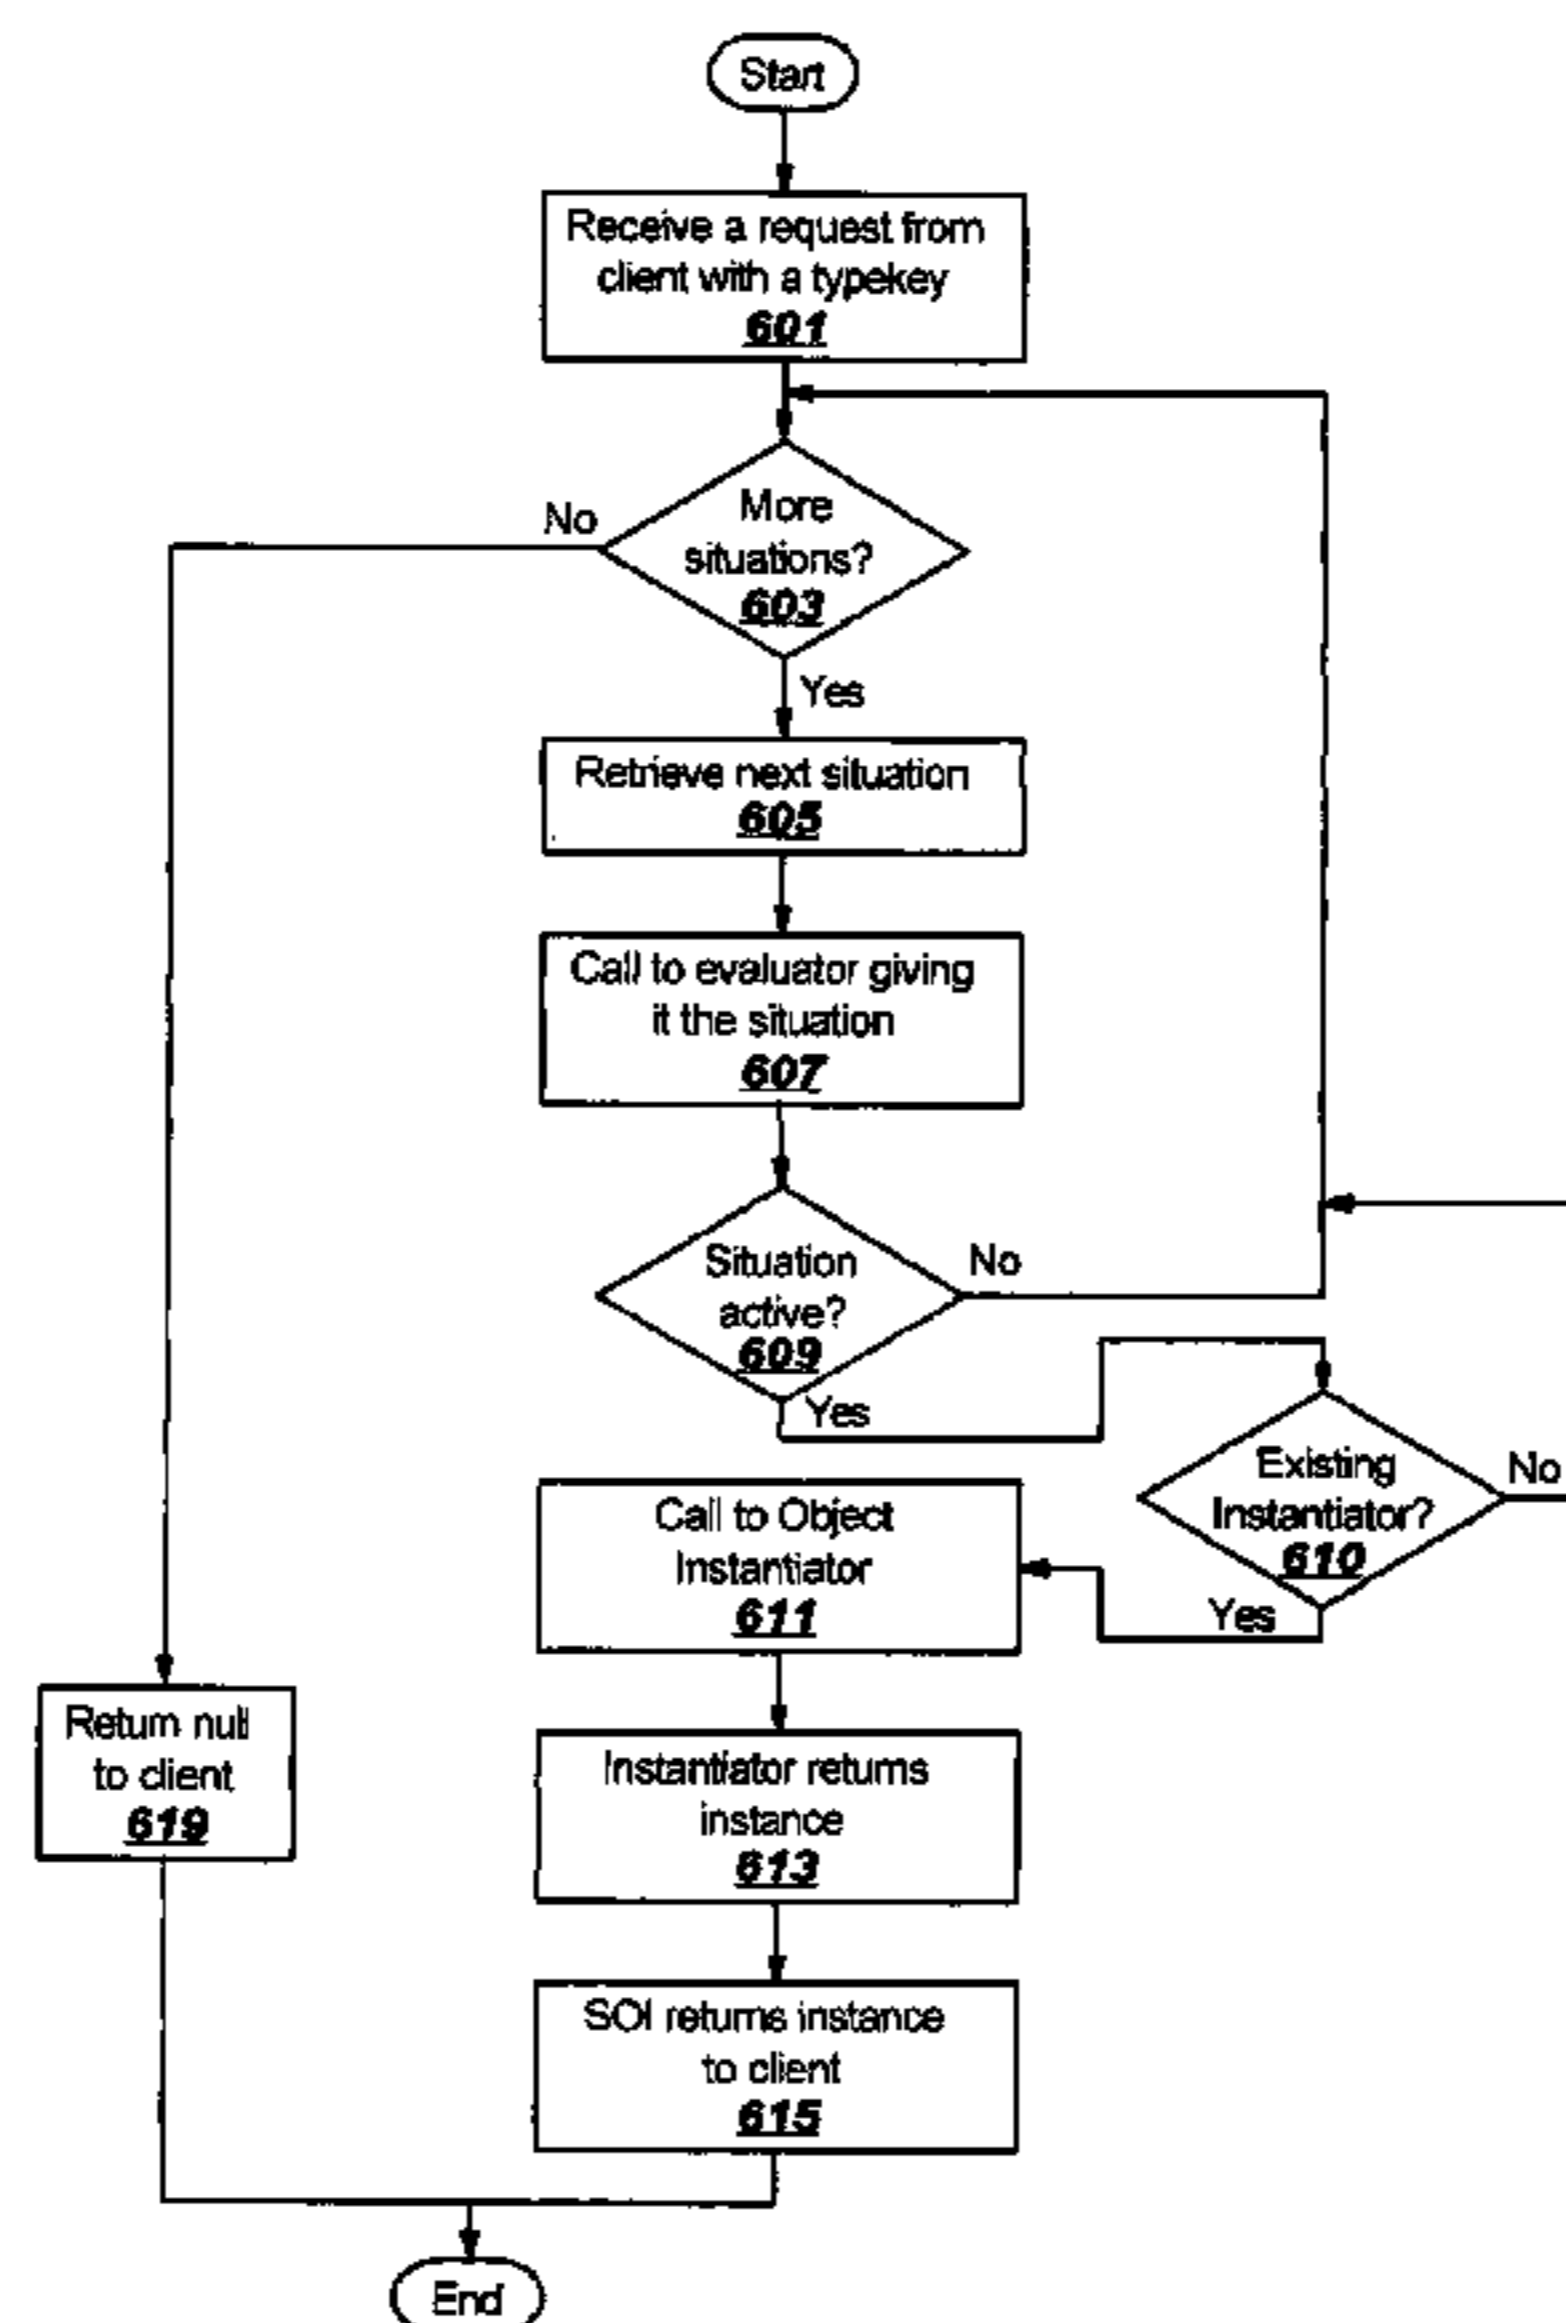 Start
Receive a request from
client with a typekey
601
No
More
situations?
603
Yes
Retrieve next situation
605
Call to evaluator giving
it the situation
607
Situation
active?
609
No
Yes
Existing
Instantiator?
610
No
Yes
Call to Object
Instantiator
611
Return null
to client
619
Instantiator returns
instance
613
SOI returns instance
to client
615
End